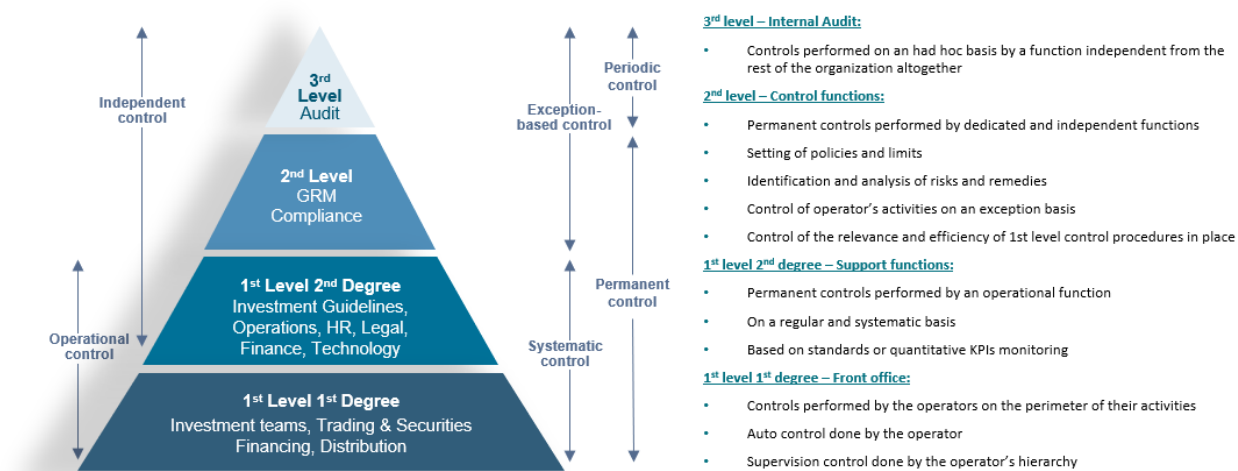 3rd
Level
Audit
2nd Level
GRM
Compliance
1st Level 2nd Degree
Investment Guidelines,
Operations, HR, Legal,
Finance, Technology
1st Level 1st Degree
Investment teams, Trading & Securities
Financing, Distribution
Independent
control
Operational
control
Exception-
based control
Systematic
control
Periodic
control
Permanent
control
3rd level – Internal Audit:
• Controls performed on an had hoc basis by a function independent from the
rest of the organization altogether
2nd level – Control functions:
• Permanent controls performed by dedicated and independent functions
• Setting of policies and limits
• Identification and analysis of risks and remedies
• Control of operator's activities on an exception basis
• Control of the relevance and efficiency of 1st level control procedures in place
1st level 2nd degree – Support functions:
• Permanent controls performed by an operational function
• On a regular and systematic basis
• Based on standards or quantitative KPIs monitoring
1st level 1st degree – Front office:
• Controls performed by the operators on the perimeter of their activities
• Auto control done by the operator
• Supervision control done by the operator's hierarchy